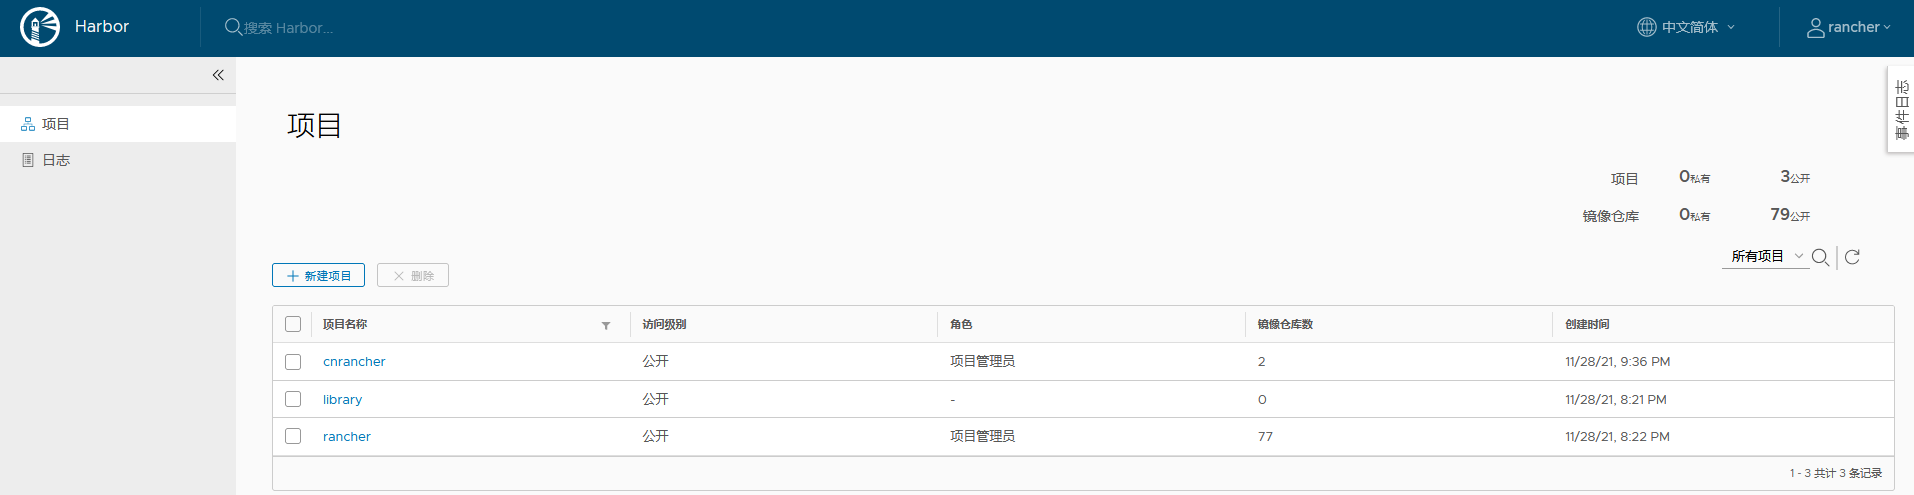 Harbor
搜索 Harbor...
中文简体
rancher
事件日志
项目
日志
项目
项目 0私有 3公开
镜像仓库 0私有 79公开
所有项目
新建项目 删除
项目名称 访问级别 角色 镜像仓库数 创建时间
cnrancher 公开 项目管理员 2 11/28/21, 9:36 PM
library 公开 - 0 11/28/21, 8:21 PM
rancher 公开 项目管理员 77 11/28/21, 8:22 PM
1 - 3 共计 3 条记录